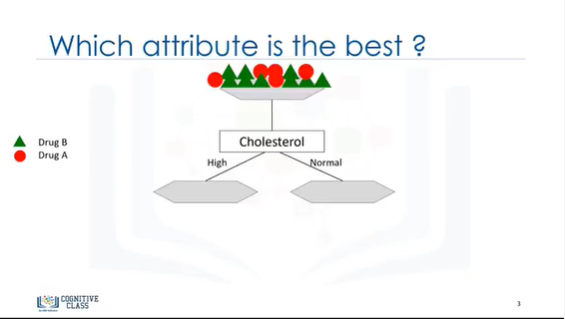 Which attribute is the best ?
Drug B
Drug A
Cholesterol
High
Normal
COGNITIVE
CLASS
3